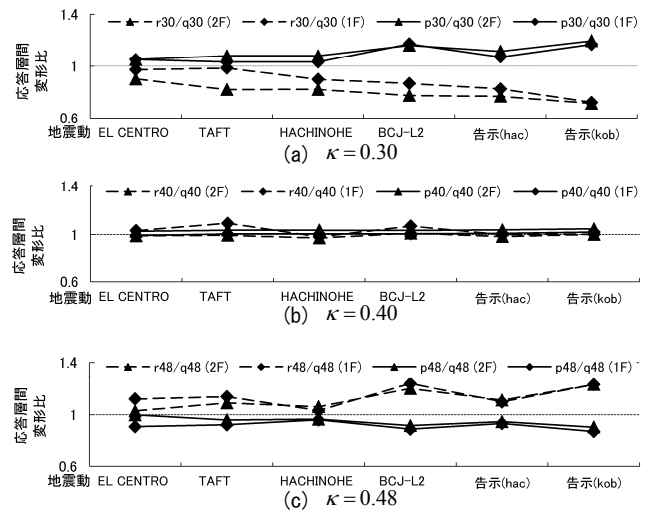 1.4
r30/q30 (2F) r30/q30 (1F) p30/q30 (2F) p30/q30 (1F)
応答層間
変形比
1
0.6
地震動 EL CENTRO TAFT HACHINOHE BCJ-L2 告示(hac) 告示(kob)
(a) κ = 0.30
1.4
r40/q40 (2F) r40/q40 (1F) p40/q40 (2F) p40/q40 (1F)
応答層間
変形比
1
0.6
地震動 EL CENTRO TAFT HACHINOHE BCJ-L2 告示(hac) 告示(kob)
(b) κ = 0.40
1.4
r48/q48 (2F) r48/q48 (1F) p48/q48 (2F) p48/q48 (1F)
応答層間
変形比
1
0.6
地震動 EL CENTRO TAFT HACHINOHE BCJ-L2 告示(hac) 告示(kob)
(c) κ = 0.48